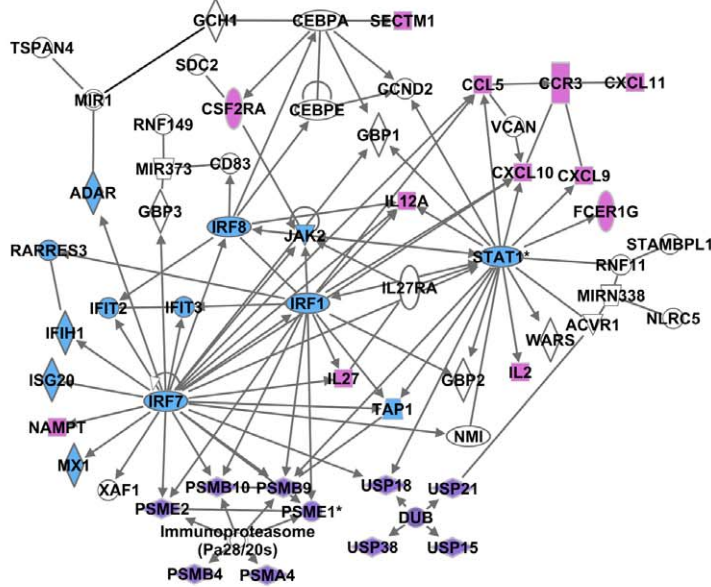 GCH1
CEBPA
SECTM1
TSPAN4
SDC2
MIR1
CSF2RA
CEBPE
CCND2
CCL5
CCR3
CXCL11
RNF149
GBP1
VCAN
MIR373
CD83
CXCL10
CXCL9
ADAR
GBP3
IL12A
FCER1G
IRF8
JAK2
RARRES3
STAT1*
STAMBPL1
RNF11
IL27RA
MIRN338
IFIT2
IFIT3
IRF1
IFIH1
ACVR1
NLRC5
WARS
ISG20
IL27
GBP2
IL2
IRF7
TAP1
NAMPT
NMI
MX1
XAF1
PSMB10
PSMB9
USP18
USP21
PSME2
PSME1*
DUB
Immunoproteasome
(Pa28/20s)
USP38
USP15
PSMB4
PSMA4